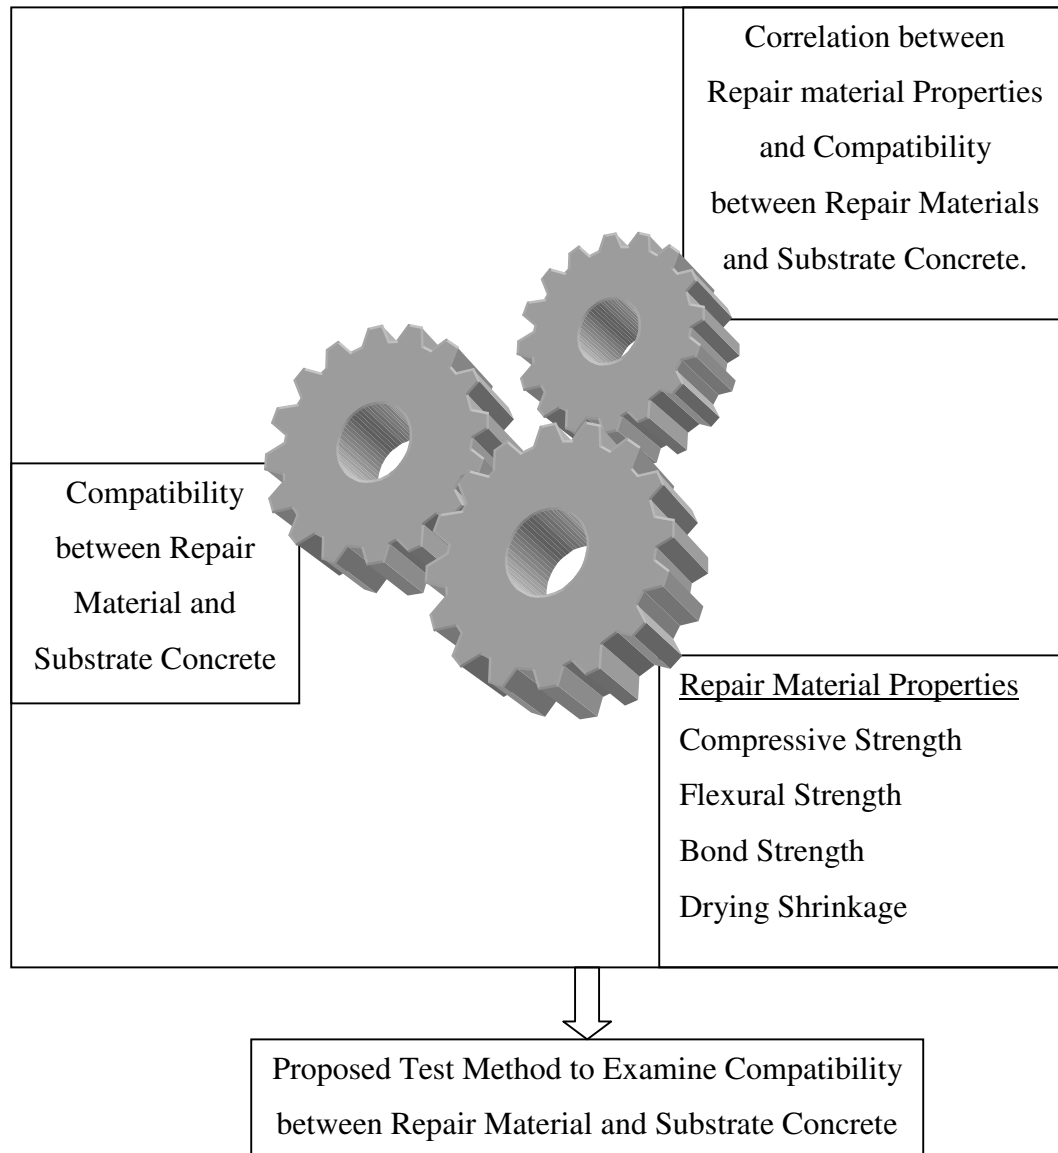 Correlation between
Repair material Properties
and Compatibility
between Repair Materials
and Substrate Concrete.
Compatibility
between Repair
Material and
Substrate Concrete
Repair Material Properties
Compressive Strength
Flexural Strength
Bond Strength
Drying Shrinkage
Proposed Test Method to Examine Compatibility
between Repair Material and Substrate Concrete